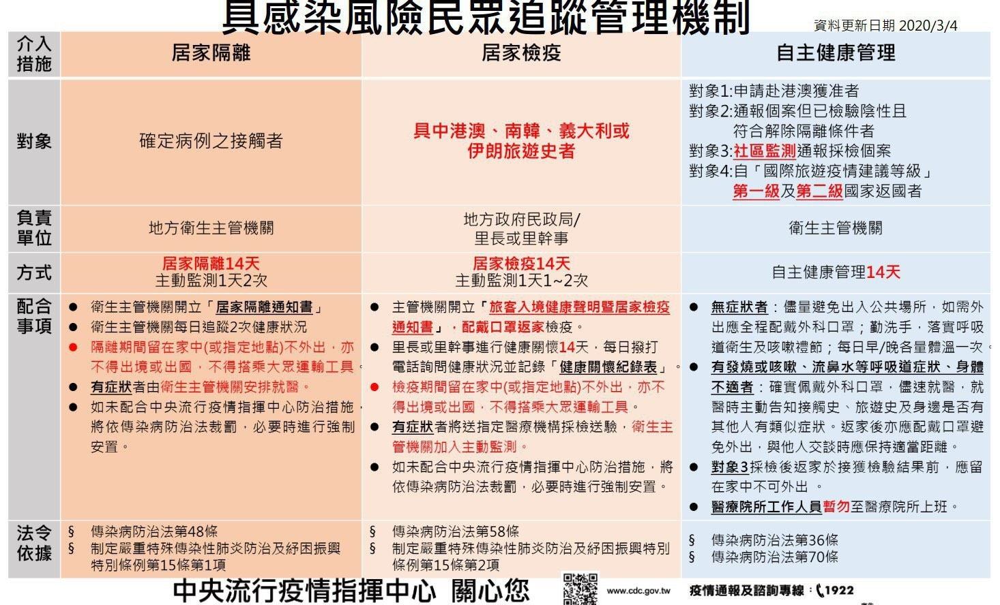 具感染風險民眾追蹤管理機制
資料更新日期 2020/3/4
介入
措施
居家隔離
居家檢疫
自主健康管理
對象
確定病例之接觸者
具中港澳、南韓、義大利或
伊朗旅遊史者
對象1:申請赴港澳獲准者
對象2:通報個案但已檢驗陰性且
符合解除隔離條件者
對象3:社區監測通報採檢個案
對象4:自「國際旅遊疫情建議等級」
第一級及第二級國家返國者
負責
單位
地方衛生主管機關
地方政府民政局/
里長或里幹事
衛生主管機關
方式
居家隔離14天
主動監測1天2次
居家檢疫14天
主動監測1天1~2次
自主健康管理14天
配合
事項
● 衛生主管機關開立「居家隔離通知書」
● 衛生主管機關每日追蹤2次健康狀況
● 隔離期間留在家中(或指定地點)不外出，亦
不得出境或出國，不得搭乘大眾運輸工具。
● 有症狀者由衛生主管機關安排就醫。
● 如未配合中央流行疫情指揮中心防治措施，
將依傳染病防治法裁罰，必要時進行強制
安置。
● 主管機關開立「旅客入境健康聲明暨居家檢疫
通知書」，配戴口罩返家檢疫。
● 里長或里幹事進行健康關懷14天，每日撥打
電話詢問健康狀況並記錄「健康關懷紀錄表」。
● 檢疫期間留在家中(或指定地點)不外出，亦不
得出境或出國，不得搭乘大眾運輸工具。
● 有症狀者將送指定醫療機構採檢送驗，衛生主
管機關加入主動監測。
● 如未配合中央流行疫情指揮中心防治措施，將
依傳染病防治法裁罰，必要時進行強制安置。
● 無症狀者：儘量避免出入公共場所，如需外
出應全程配戴外科口罩；勤洗手，落實呼吸
道衛生及咳嗽禮節；每日早/晚各量體溫一次。
● 有發燒或咳嗽、流鼻水等呼吸道症狀、身體
不適者：確實佩戴外科口罩，儘速就醫，就
醫時主動告知接觸史、旅遊史及身邊是否有
其他人有類似症狀。返家後亦應配戴口罩避
免外出，與他人交談時應保持適當距離。
● 對象3採檢後返家於接獲檢驗結果前，應留
在家中不可外出 。
● 醫療院所工作人員暫勿至醫療院所上班。
法令
依據
§ 傳染病防治法第48條
§ 制定嚴重特殊傳染性肺炎防治及紓困振興
特別條例第15條第1項
§ 傳染病防治法第58條
§ 制定嚴重特殊傳染性肺炎防治及紓困振興特別
條例第15條第2項
§ 傳染病防治法第36條
§ 傳染病防治法第70條
中央流行疫情指揮中心 關心您
www.cdc.gov.tw
疫情通報及諮詢專線：1922